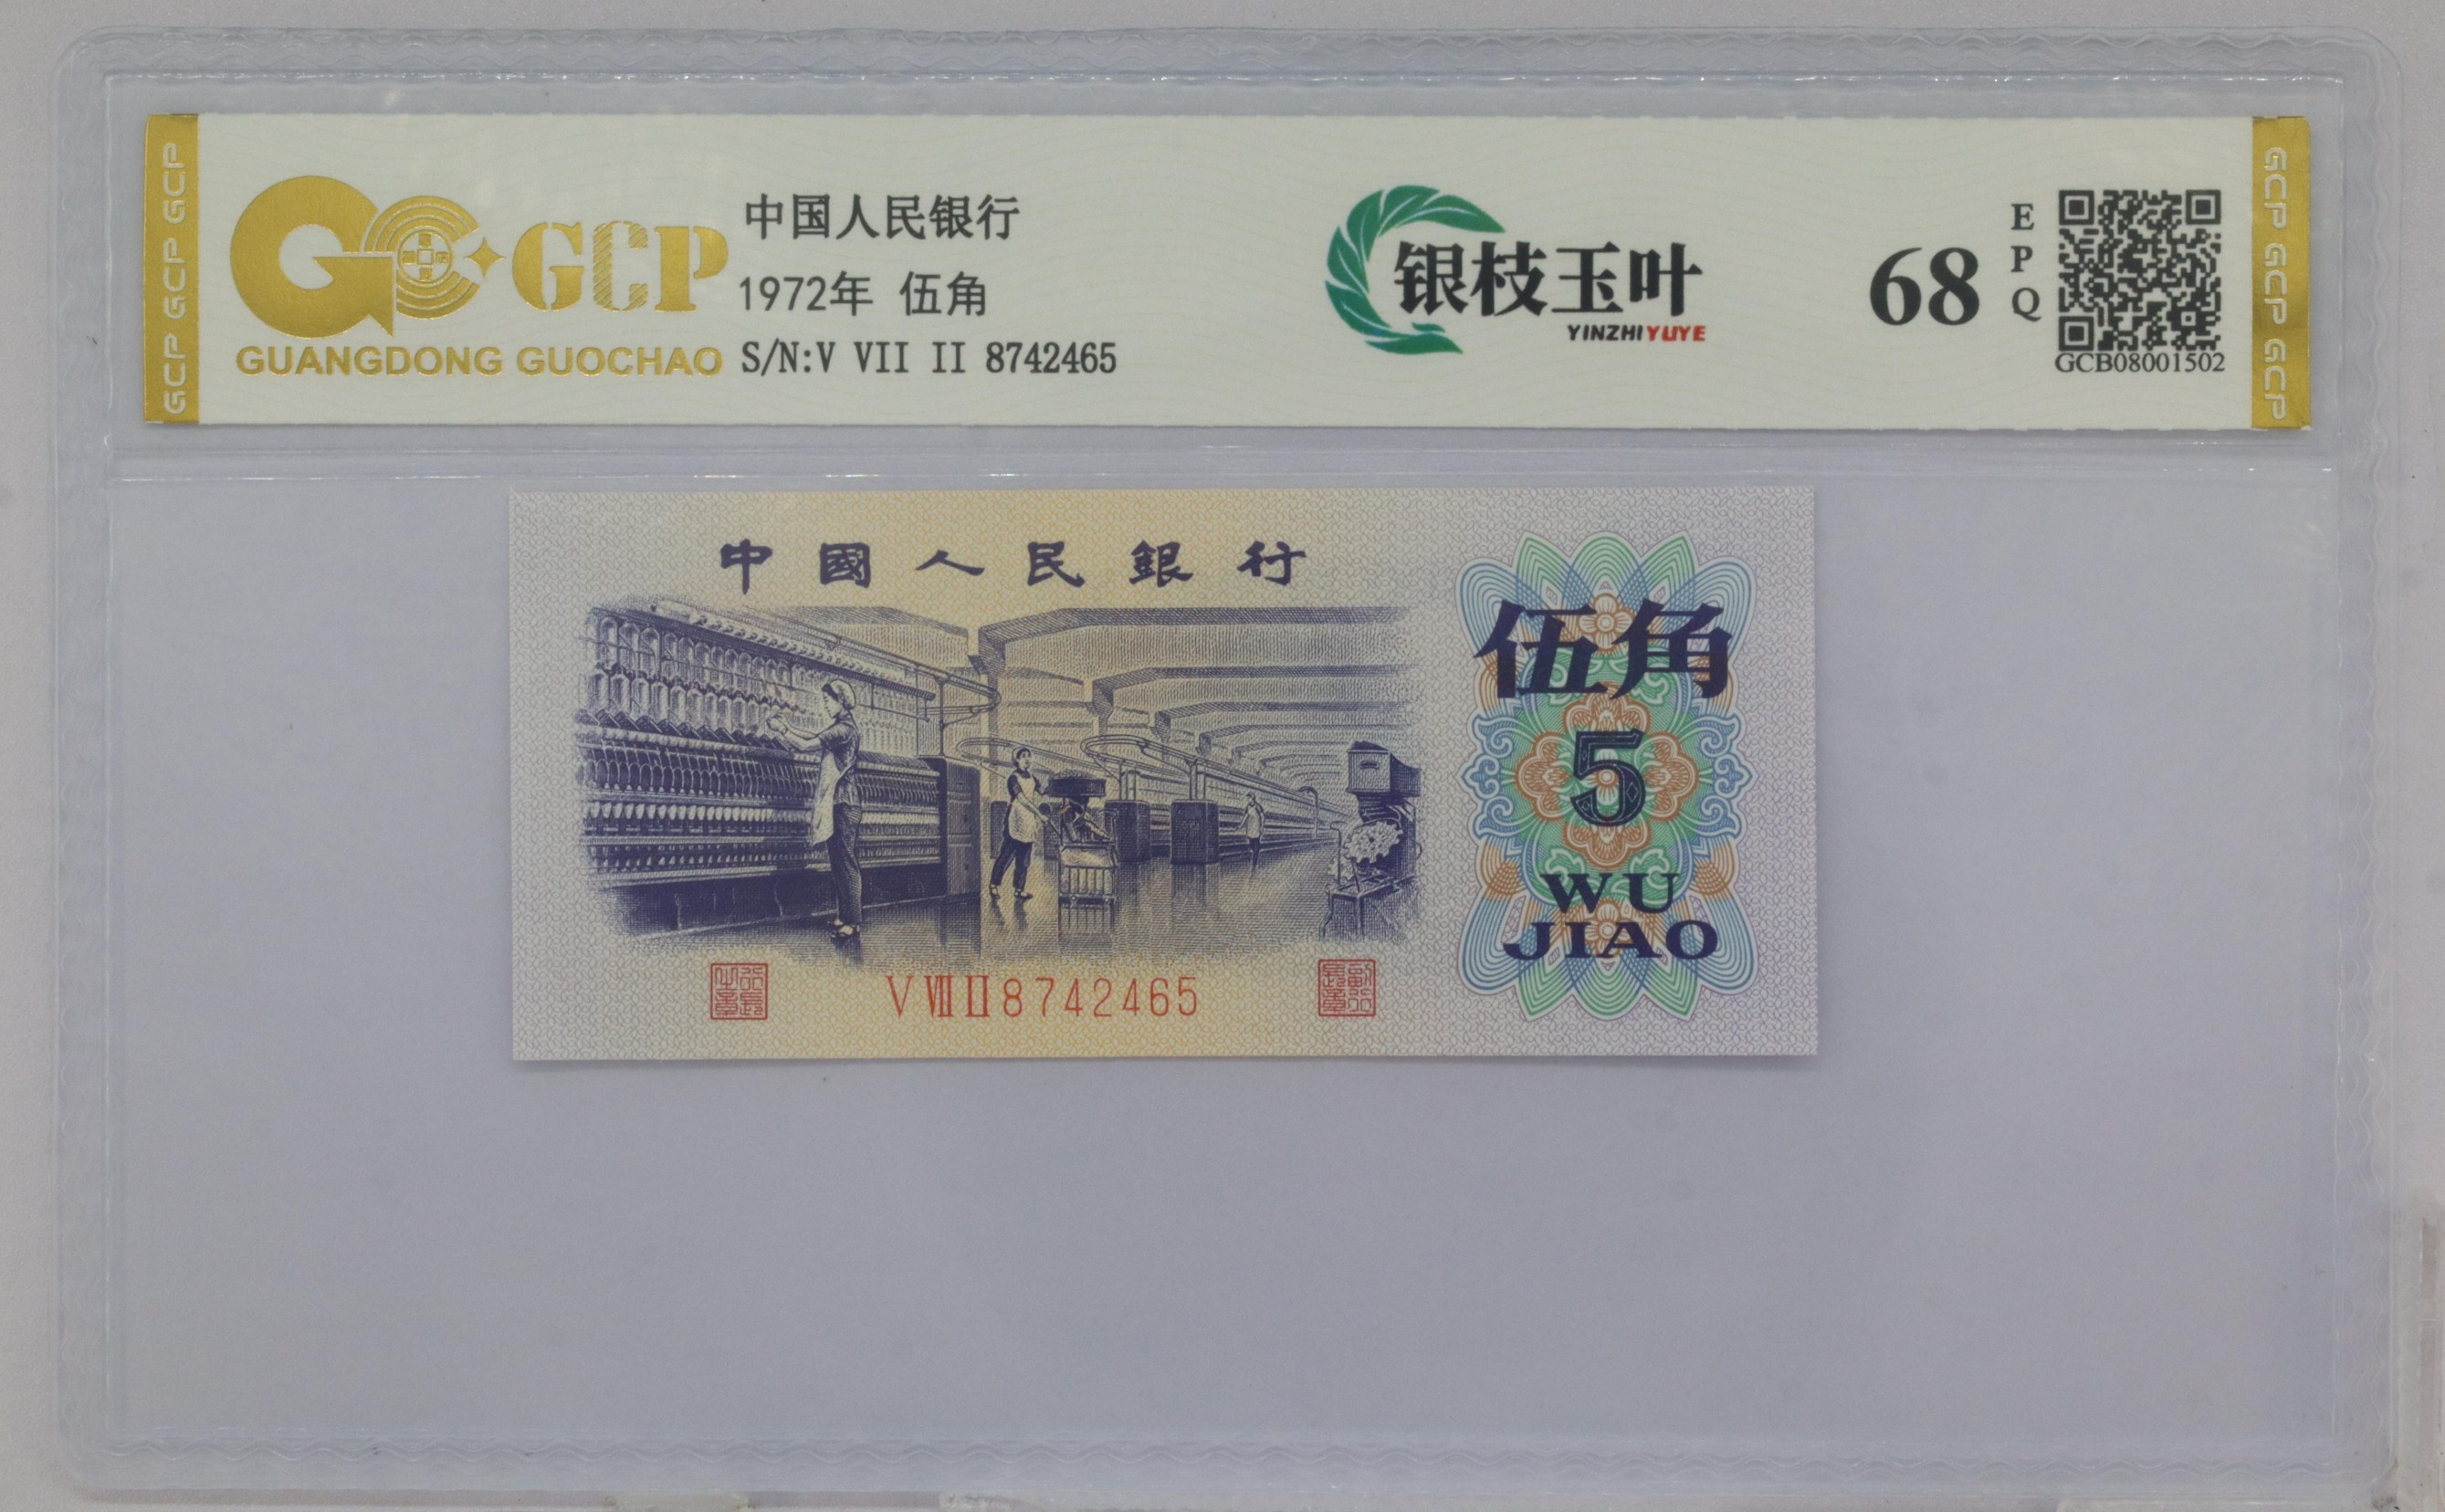 GCP GCP GCP
GCP
GUANGDONG GUOCHAO
中国人民银行
1972年 伍角
S/N:V VII II 8742465
银枝玉叶
YINZHIYUYE
68
EPQ
GCB08001502
GCP GCP GCP
中國人民銀行
伍角
5
WU
JIAO
V VIII II 8742465